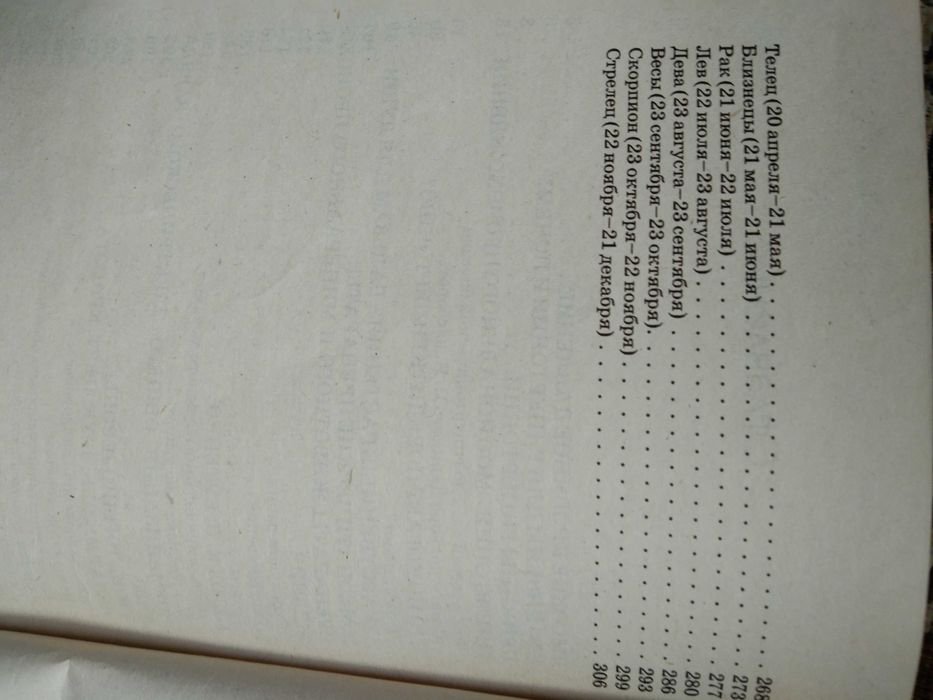 Телец (20 апреля–21 мая) . . . . . . . . . . . . . . . . . . . . . . 266
Близнецы (21 мая–21 июня) . . . . . . . . . . . . . . . . . . . . 273
Рак (21 июня–22 июля) . . . . . . . . . . . . . . . . . . . . . . . 277
Лев (22 июля–23 августа) . . . . . . . . . . . . . . . . . . . . . . 280
Дева (23 августа–23 сентября) . . . . . . . . . . . . . . . . . . . 286
Весы (23 сентября–23 октября). . . . . . . . . . . . . . . . . . . 293
Скорпион (23 октября–22 ноября) . . . . . . . . . . . . . . . . . 299
Стрелец (22 ноября–21 декабря) . . . . . . . . . . . . . . . . . . 306